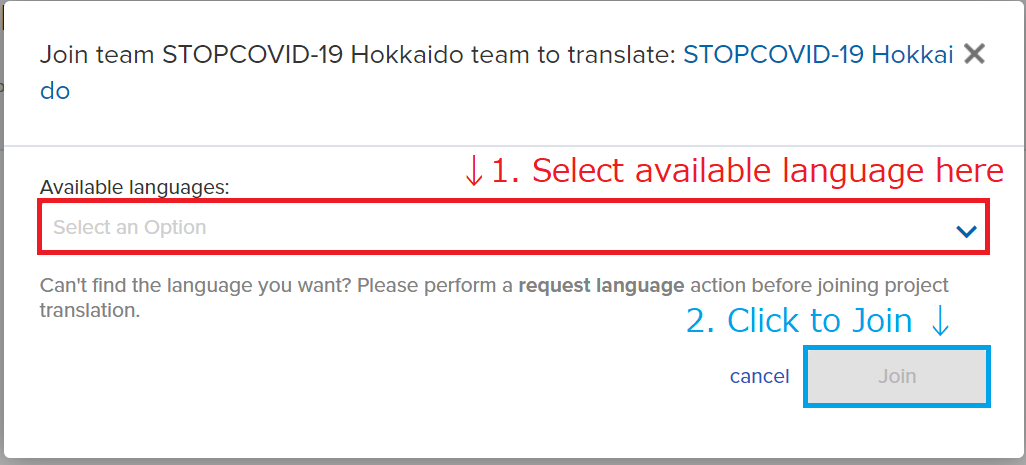 Join team STOPCOVID-19 Hokkaido team to translate: STOPCOVID-19 Hokkai
do
↓1. Select available language here
Available languages:
Select an Option
Can't find the language you want? Please perform a request language action before joining project
translation.
2. Click to Join ↓
cancel
Join